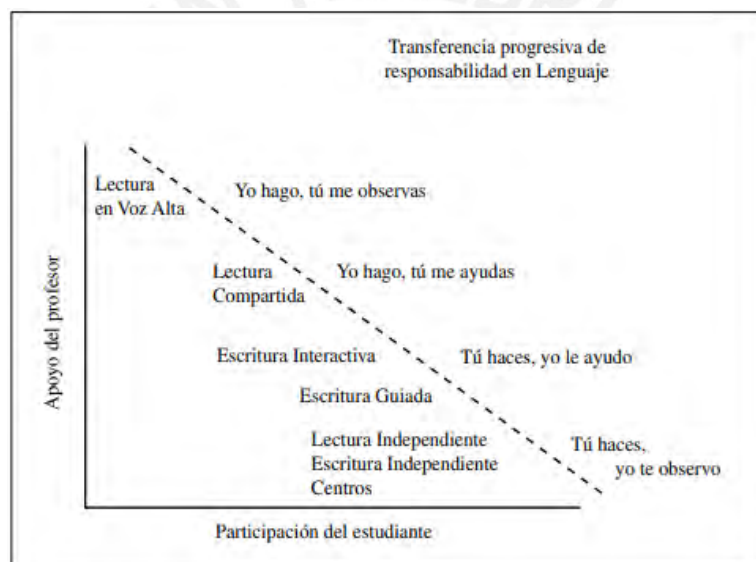 Transferencia progresiva de
responsabilidad en Lenguaje
Lectura
en Voz Alta
Yo hago, tú me observas
Lectura
Compartida
Yo hago, tú me ayudas
Escritura Interactiva
Tú haces, yo le ayudo
Escritura Guiada
Lectura Independiente
Escritura Independiente
Centros
Tú haces,
yo te observo
Apoyo del profesor
Participación del estudiante